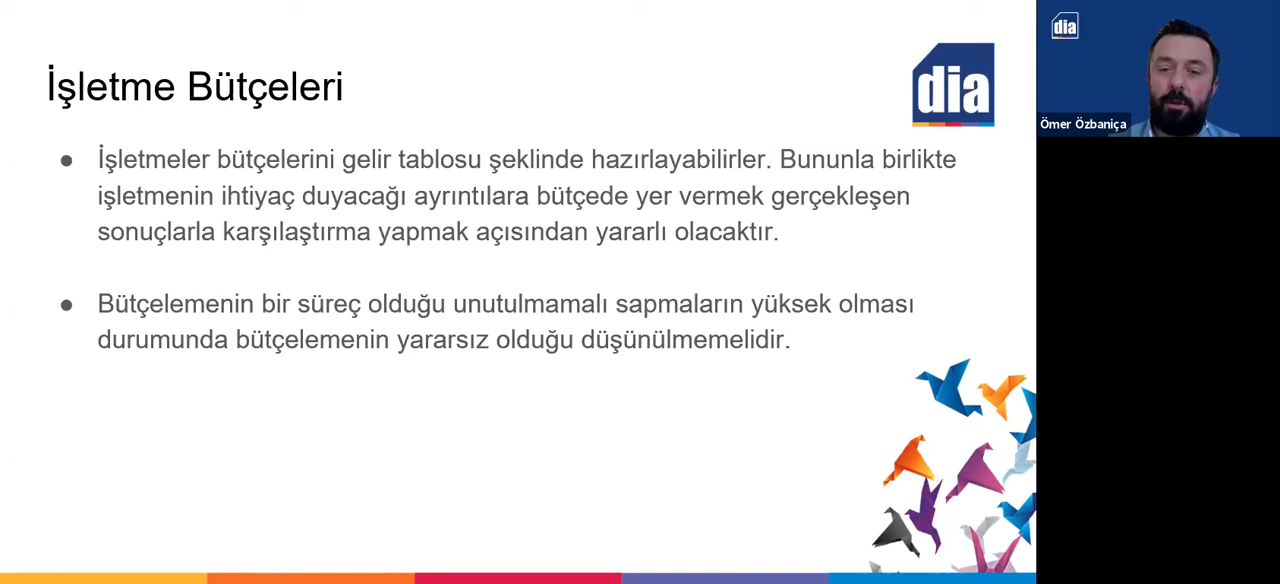 İşletme Bütçeleri
dia
● İşletmeler bütçelerini gelir tablosu şeklinde hazırlayabilirler. Bununla birlikte
işletmenin ihtiyaç duyacağı ayrıntılara bütçede yer vermek gerçekleşen
sonuçlarla karşılaştırma yapmak açısından yararlı olacaktır.
● Bütçelemenin bir süreç olduğu unutulmamalı sapmaların yüksek olması
durumunda bütçelemenin yararsız olduğu düşünülmemelidir.
dia
Ömer Özbaniça